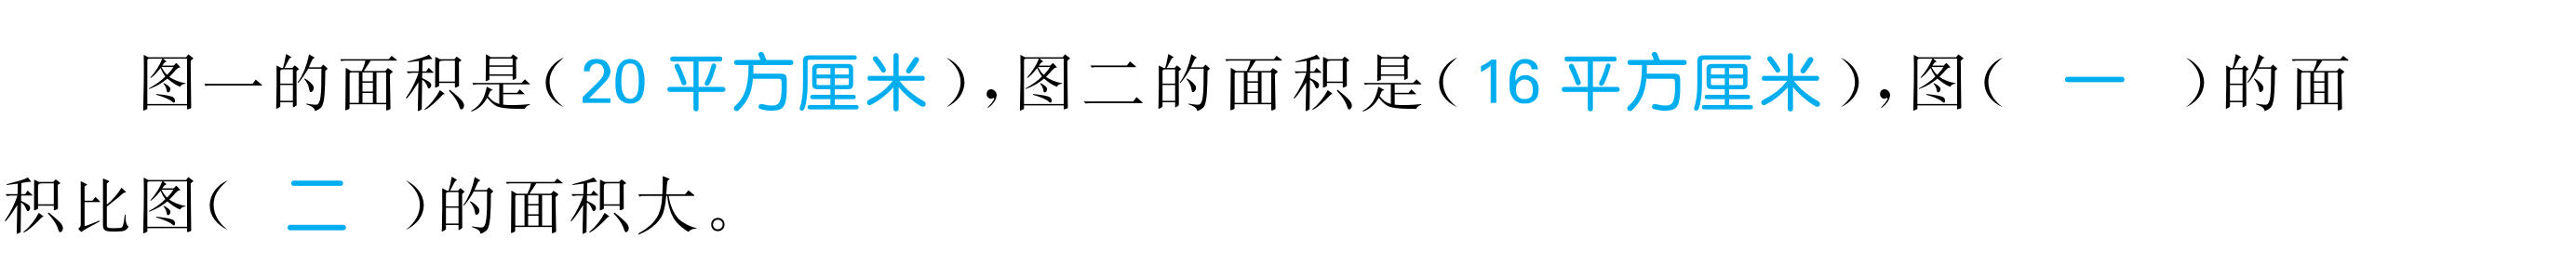 图一的面积是(20 平方厘米),图二的面积是(16 平方厘米),图( 一 )的面
积比图( 二 )的面积大。